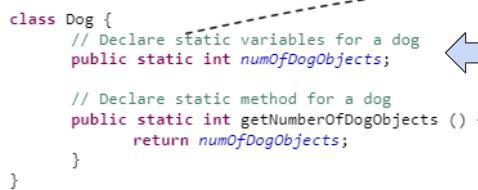 class Dog {
// Declare static variables for a dog
public static int numOfDogObjects;
// Declare static method for a dog
public static int getNumberOfDogObjects ()
return numOfDogObjects;
}
}